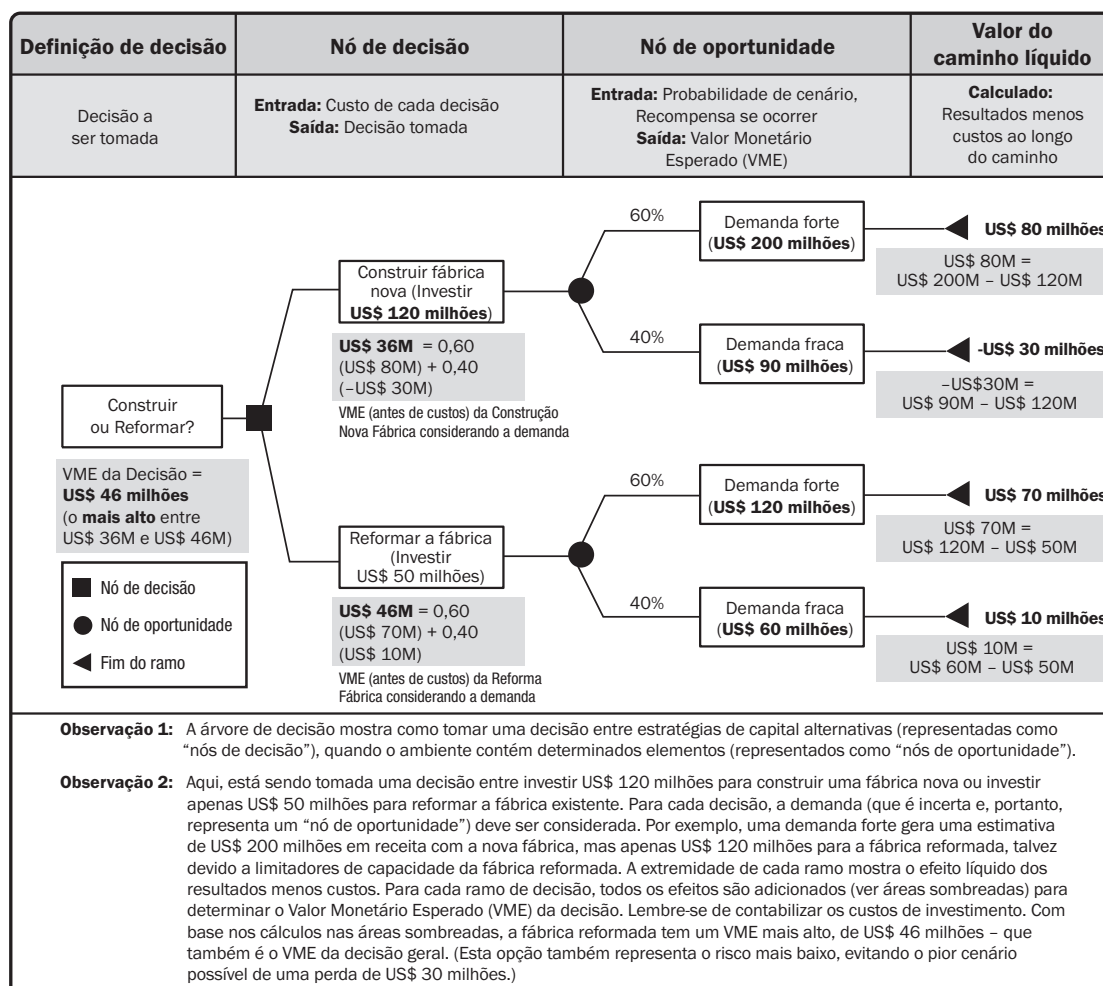 Definição de decisão
Nó de decisão
Nó de oportunidade
Valor do
caminho líquido
Decisão a
ser tomada
Entrada: Custo de cada decisão
Saída: Decisão tomada
Entrada: Probabilidade de cenário,
Recompensa se ocorrer
Saída: Valor Monetário
Esperado (VME)
Calculado:
Resultados menos
custos ao longo
do caminho
Construir
ou Reformar?
VME da Decisão =
US$ 46 milhões
(o mais alto entre
US$ 36M e US$ 46M)
Nó de decisão
Nó de oportunidade
Fim do ramo
Construir fábrica
nova (Investir
US$ 120 milhões)
US$ 36M = 0,60
(US$ 80M) + 0,40
(–US$ 30M)
VME (antes de custos) da Construção
Nova Fábrica considerando a demanda
60%
Demanda forte
(US$ 200 milhões)
US$ 80 milhões
US$ 80M =
US$ 200M – US$ 120M
40%
Demanda fraca
(US$ 90 milhões)
-US$ 30 milhões
–US$30M =
US$ 90M – US$ 120M
Reformar a fábrica
(Investir
US$ 50 milhões)
US$ 46M = 0,60
(US$ 70M) + 0,40
(US$ 10M)
VME (antes de custos) da Reforma
Fábrica considerando a demanda
60%
Demanda forte
(US$ 120 milhões)
US$ 70 milhões
US$ 70M =
US$ 120M – US$ 50M
40%
Demanda fraca
(US$ 60 milhões)
US$ 10 milhões
US$ 10M =
US$ 60M – US$ 50M
Observação 1: A árvore de decisão mostra como tomar uma decisão entre estratégias de capital alternativas (representadas como
“nós de decisão”), quando o ambiente contém determinados elementos (representados como “nós de oportunidade”).
Observação 2: Aqui, está sendo tomada uma decisão entre investir US$ 120 milhões para construir uma fábrica nova ou investir
apenas US$ 50 milhões para reformar a fábrica existente. Para cada decisão, a demanda (que é incerta e, portanto,
representa um “nó de oportunidade”) deve ser considerada. Por exemplo, uma demanda forte gera uma estimativa
de US$ 200 milhões em receita com a nova fábrica, mas apenas US$ 120 milhões para a fábrica reformada, talvez
devido a limitadores de capacidade da fábrica reformada. A extremidade de cada ramo mostra o efeito líquido dos
resultados menos custos. Para cada ramo de decisão, todos os efeitos são adicionados (ver áreas sombreadas) para
determinar o Valor Monetário Esperado (VME) da decisão. Lembre-se de contabilizar os custos de investimento. Com
base nos cálculos nas áreas sombreadas, a fábrica reformada tem um VME mais alto, de US$ 46 milhões – que
também é o VME da decisão geral. (Esta opção também representa o risco mais baixo, evitando o pior cenário
possível de uma perda de US$ 30 milhões.)